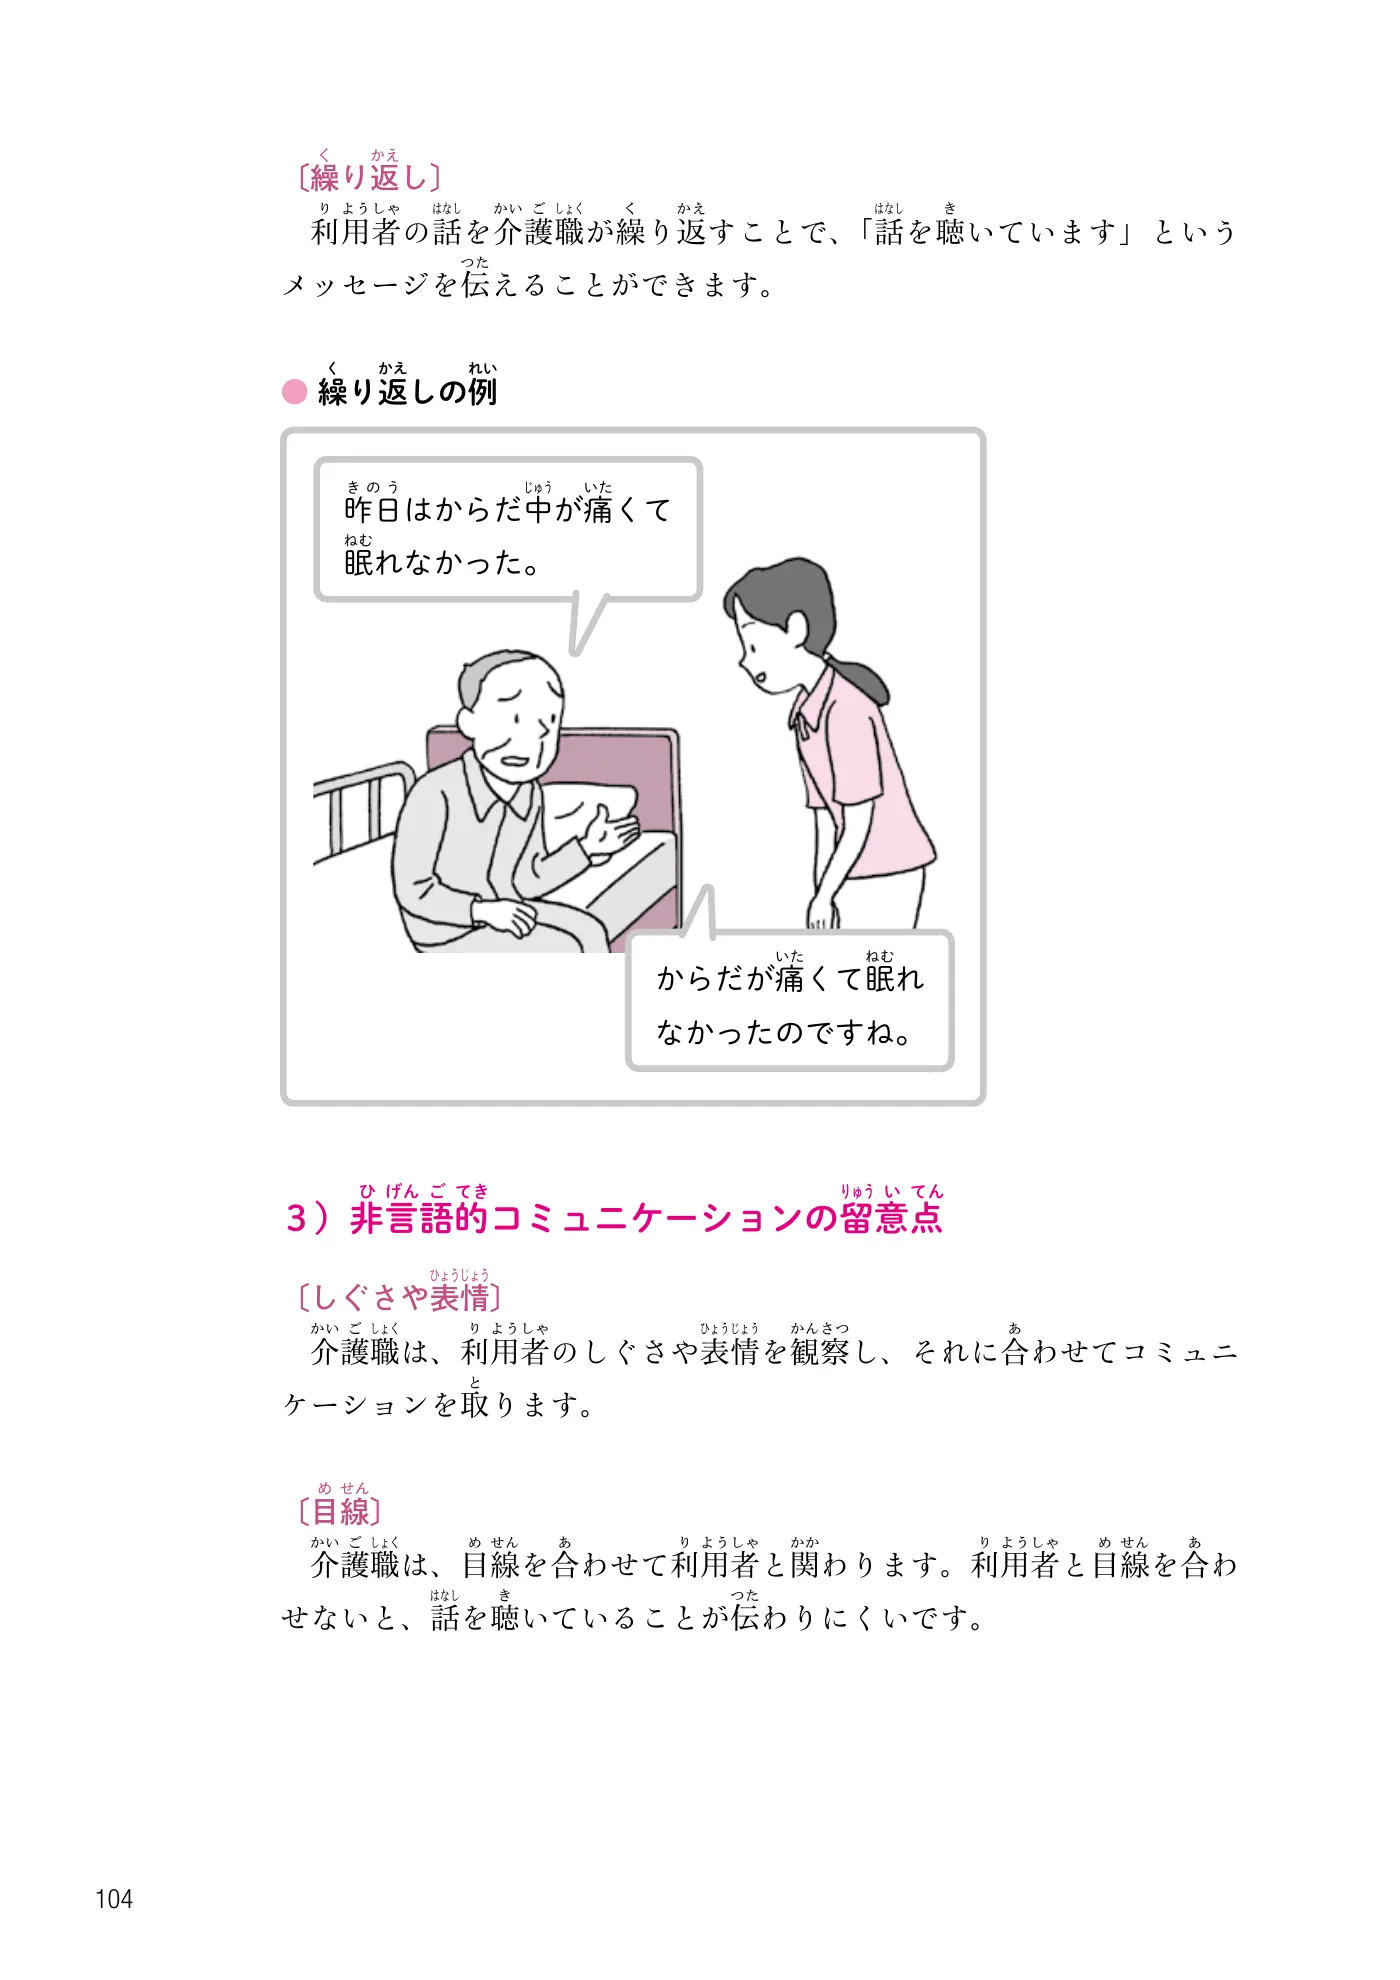 〔繰り返し〕
利用者の話を介護職が繰り返すことで、「話を聴いています」という
メッセージを伝えることができます。
● 繰り返しの例
昨日はからだ中が痛くて
眠れなかった。
からだが痛くて眠れ
なかったのですね。
３）非言語的コミュニケーションの留意点
〔しぐさや表情〕
介護職は、利用者のしぐさや表情を観察し、それに合わせてコミュニ
ケーションを取ります。
〔目線〕
介護職は、目線を合わせて利用者と関わります。利用者と目線を合わ
せないと、話を聴いていることが伝わりにくいです。
104